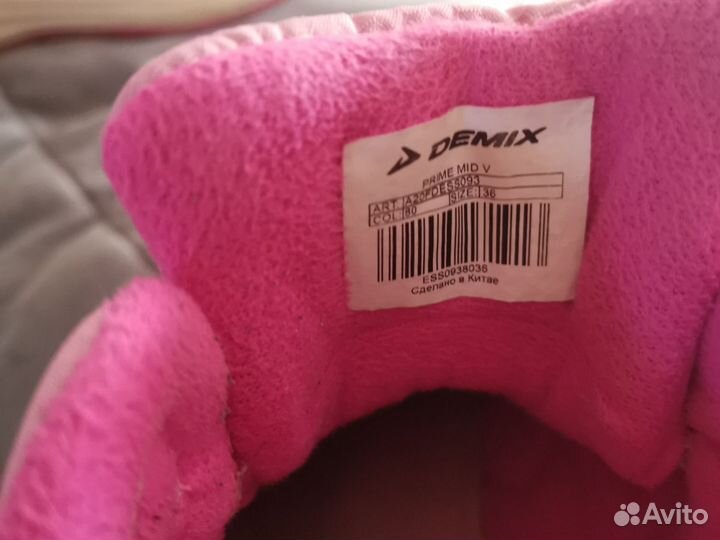 DEMIX
PRIME MID V
ART. A20FDESS093
COL. 80 SIZE: 36
ESS0938036
Сделано в Китае
Avito